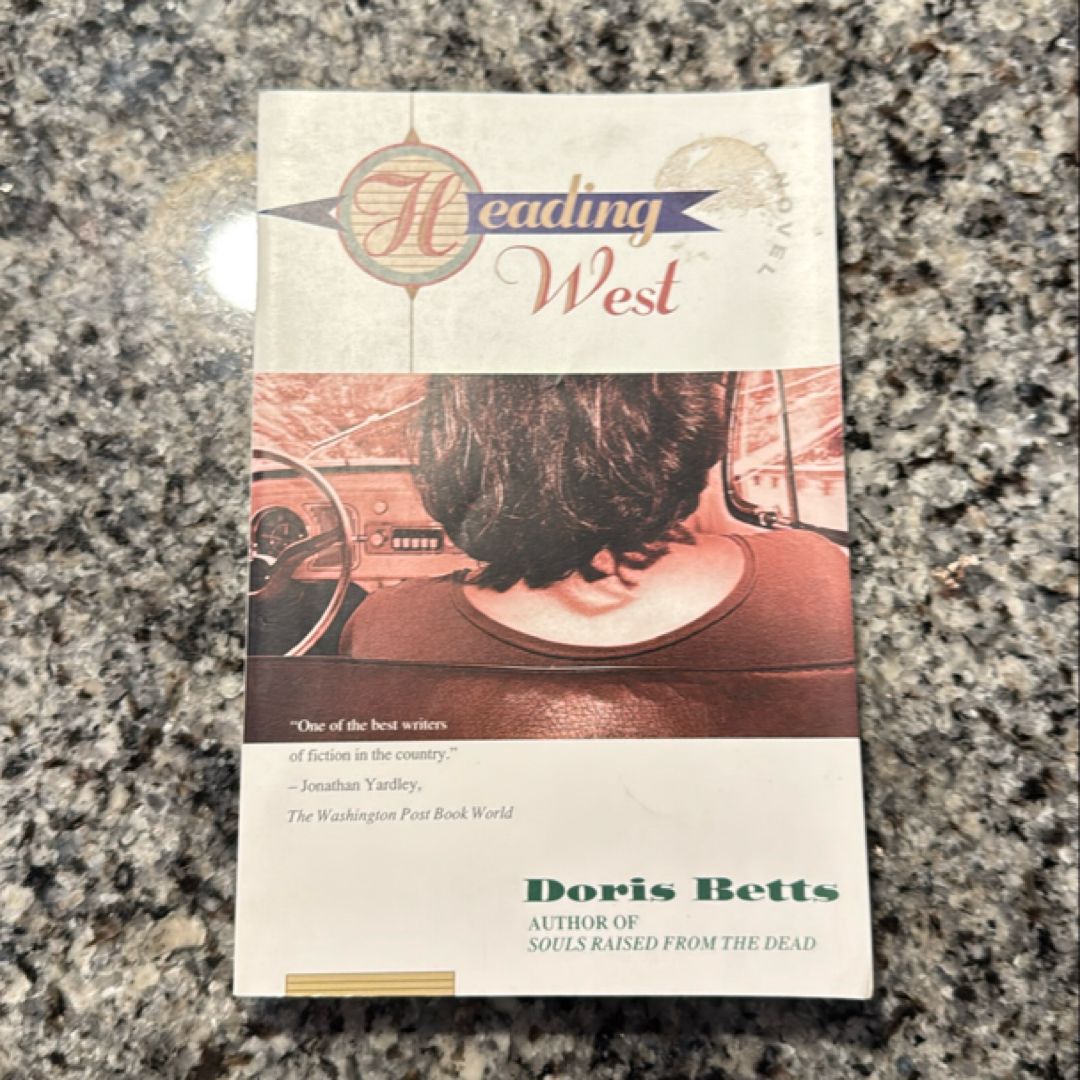 Heading
West
A NOVEL
"One of the best writers
of fiction in the country."
– Jonathan Yardley,
The Washington Post Book World
Doris Betts
AUTHOR OF
SOULS RAISED FROM THE DEAD